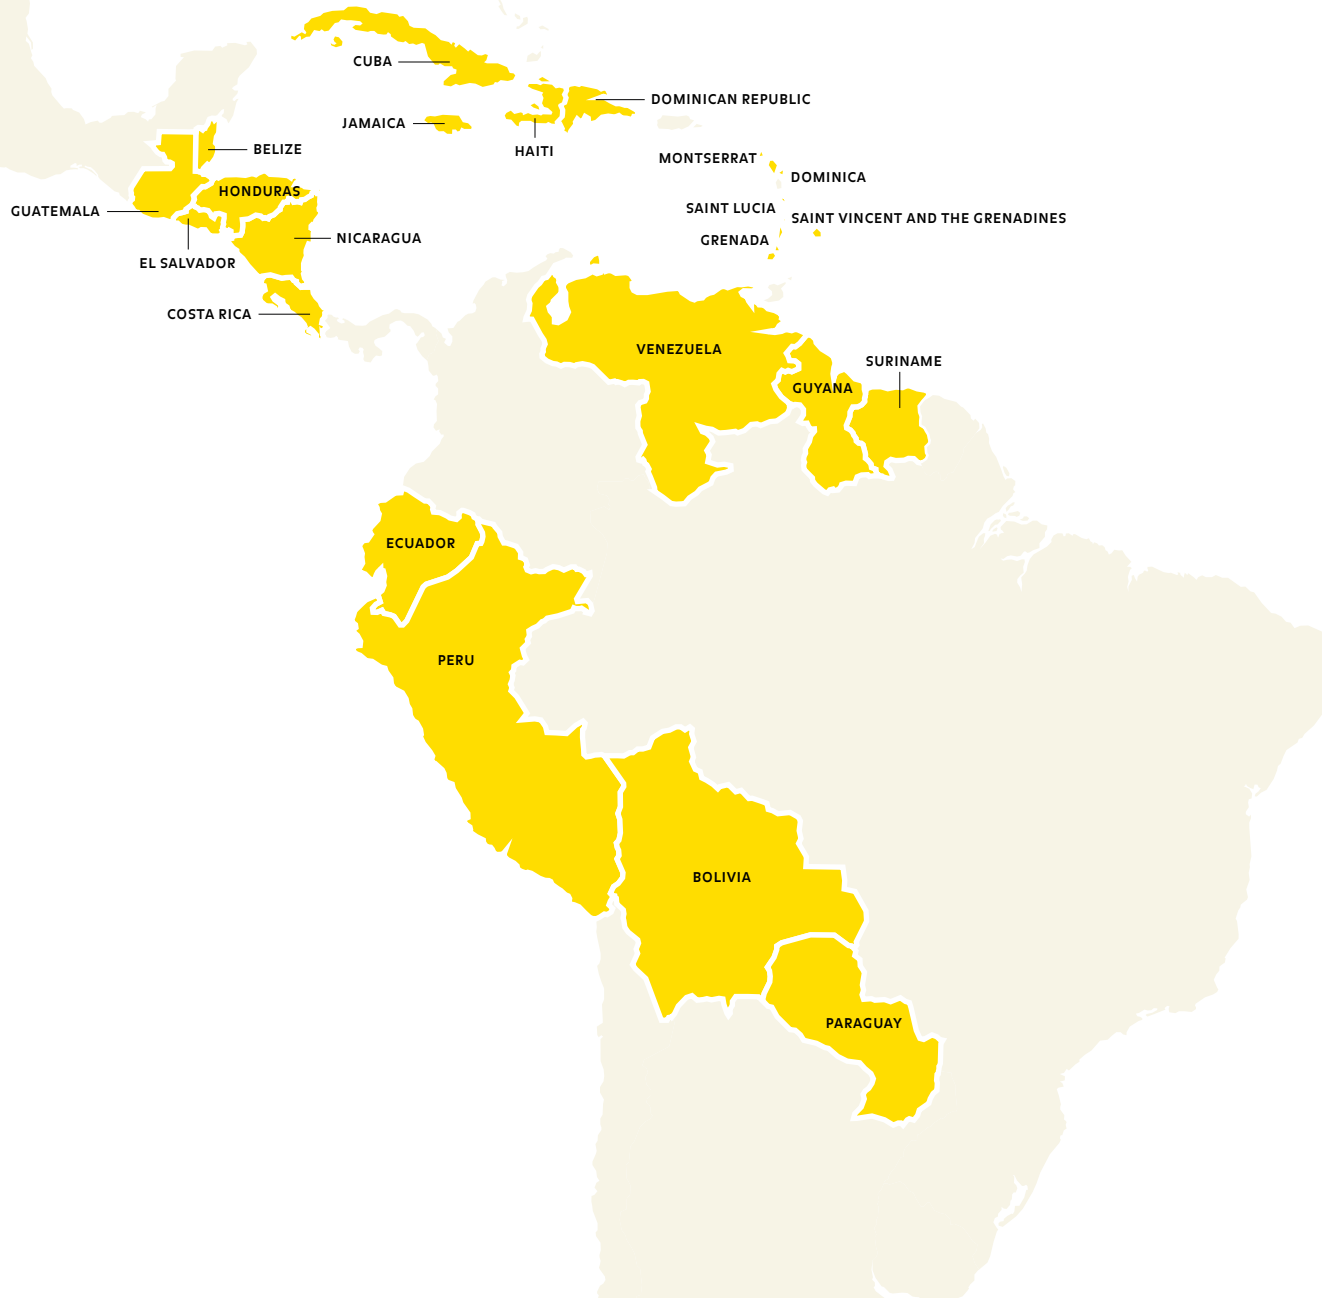 CUBA
DOMINICAN REPUBLIC
JAMAICA
HAITI
BELIZE
MONTSERRAT
DOMINICA
HONDURAS
GUATEMALA
SAINT LUCIA
SAINT VINCENT AND THE GRENADINES
NICARAGUA
GRENADA
EL SALVADOR
COSTA RICA
VENEZUELA
SURINAME
GUYANA
ECUADOR
PERU
BOLIVIA
PARAGUAY